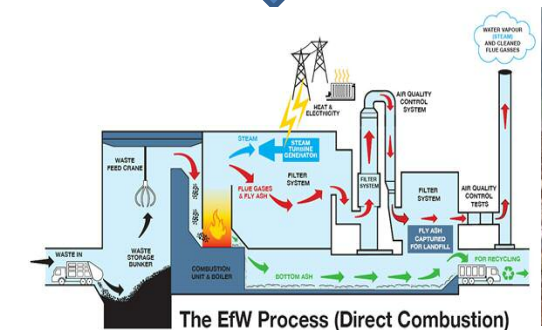 WATER VAPOUR
(STEAM)
AND CLEANED
FLUE GASSES
HEAT &
ELECTRICITY
AIR QUALITY
CONTROL
SYSTEM
STEAM
STEAM
TURBINE
GENERATOR
WASTE
FEED CRANE
FLUE GASES
& FLY ASH
FILTER
SYSTEM
FILTER
SYSTEM
FILTER
SYSTEM
AIR QUALITY
CONTROL
TESTS
FLY ASH
CAPTURED
FOR LANDFILL
WASTE IN
WASTE
STORAGE
BUNKER
COMBUSTION
UNIT & BOILER
BOTTOM ASH
FOR RECYCLING
The EfW Process (Direct Combustion)